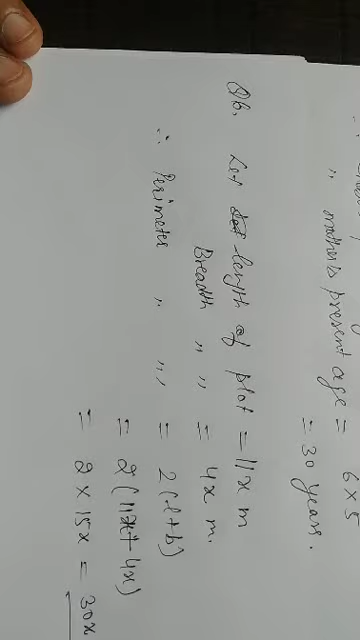 " mother's present age = 6 x 5
= 30 years.
Q6. Let length of plot = 11x m
Breadth " " = 4x m.
∴ Perimeter " " = 2(l+b)
= 2(11x+4x)
= 2 x 15x = 30x